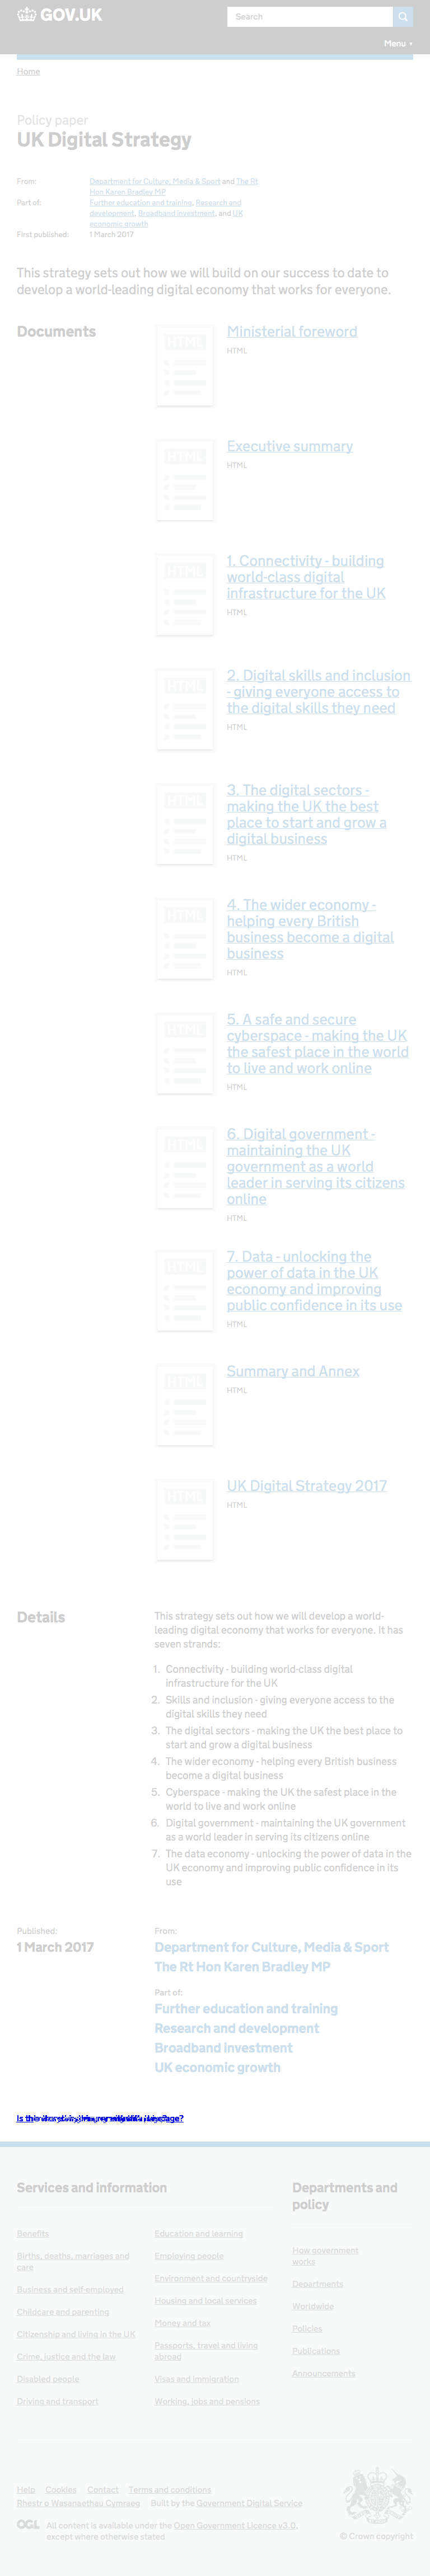 GOV.UK
Search
Menu
Home
Policy paper
UK Digital Strategy
From: Department for Culture, Media & Sport and The Rt
Hon Karen Bradley MP
Part of: Further education and training, Research and
development, Broadband investment, and UK
economic growth
First published: 1 March 2017
This strategy sets out how we will build on our success to date to
develop a world-leading digital economy that works for everyone.
Documents
HTML
Ministerial foreword
HTML
HTML
Executive summary
HTML
HTML
1. Connectivity - building
world-class digital
infrastructure for the UK
HTML
HTML
2. Digital skills and inclusion
- giving everyone access to
the digital skills they need
HTML
HTML
3. The digital sectors -
making the UK the best
place to start and grow a
digital business
HTML
HTML
4. The wider economy -
helping every British
business become a digital
business
HTML
HTML
5. A safe and secure
cyberspace - making the UK
the safest place in the world
to live and work online
HTML
HTML
6. Digital government -
maintaining the UK
government as a world
leader in serving its citizens
online
HTML
HTML
7. Data - unlocking the
power of data in the UK
economy and improving
public confidence in its use
HTML
HTML
Summary and Annex
HTML
HTML
UK Digital Strategy 2017
HTML
Details
This strategy sets out how we will develop a world-
leading digital economy that works for everyone. It has
seven strands:
1. Connectivity - building world-class digital
infrastructure for the UK
2. Skills and inclusion - giving everyone access to the
digital skills they need
3. The digital sectors - making the UK the best place to
start and grow a digital business
4. The wider economy - helping every British business
become a digital business
5. Cyberspace - making the UK the safest place in the
world to live and work online
6. Digital government - maintaining the UK government
as a world leader in serving its citizens online
7. The data economy - unlocking the power of data in the
UK economy and improving public confidence in its
use
Published:
1 March 2017
From:
Department for Culture, Media & Sport
The Rt Hon Karen Bradley MP
Part of:
Further education and training
Research and development
Broadband investment
UK economic growth
Services and information
Benefits
Births, deaths, marriages and
care
Business and self-employed
Childcare and parenting
Citizenship and living in the UK
Crime, justice and the law
Disabled people
Driving and transport
Education and learning
Employing people
Environment and countryside
Housing and local services
Money and tax
Passports, travel and living
abroad
Visas and immigration
Working, jobs and pensions
Departments and
policy
How government
works
Departments
Worldwide
Policies
Publications
Announcements
Help Cookies Contact Terms and conditions
Rhestr o Wasanaethau Cymraeg Built by the Government Digital Service
OGL All content is available under the Open Government Licence v3.0,
except where otherwise stated
© Crown copyright